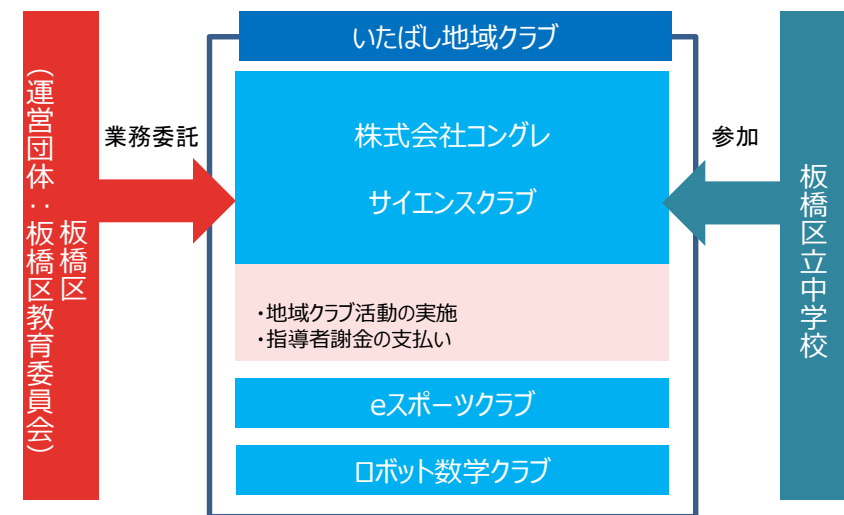 いたばし地域クラブ
板橋区
（運営団体：板橋区教育委員会）
業務委託
株式会社コングレ
サイエンスクラブ
参加
板橋区立中学校
・地域クラブ活動の実施
・指導者謝金の支払い
eスポーツクラブ
ロボット数学クラブ